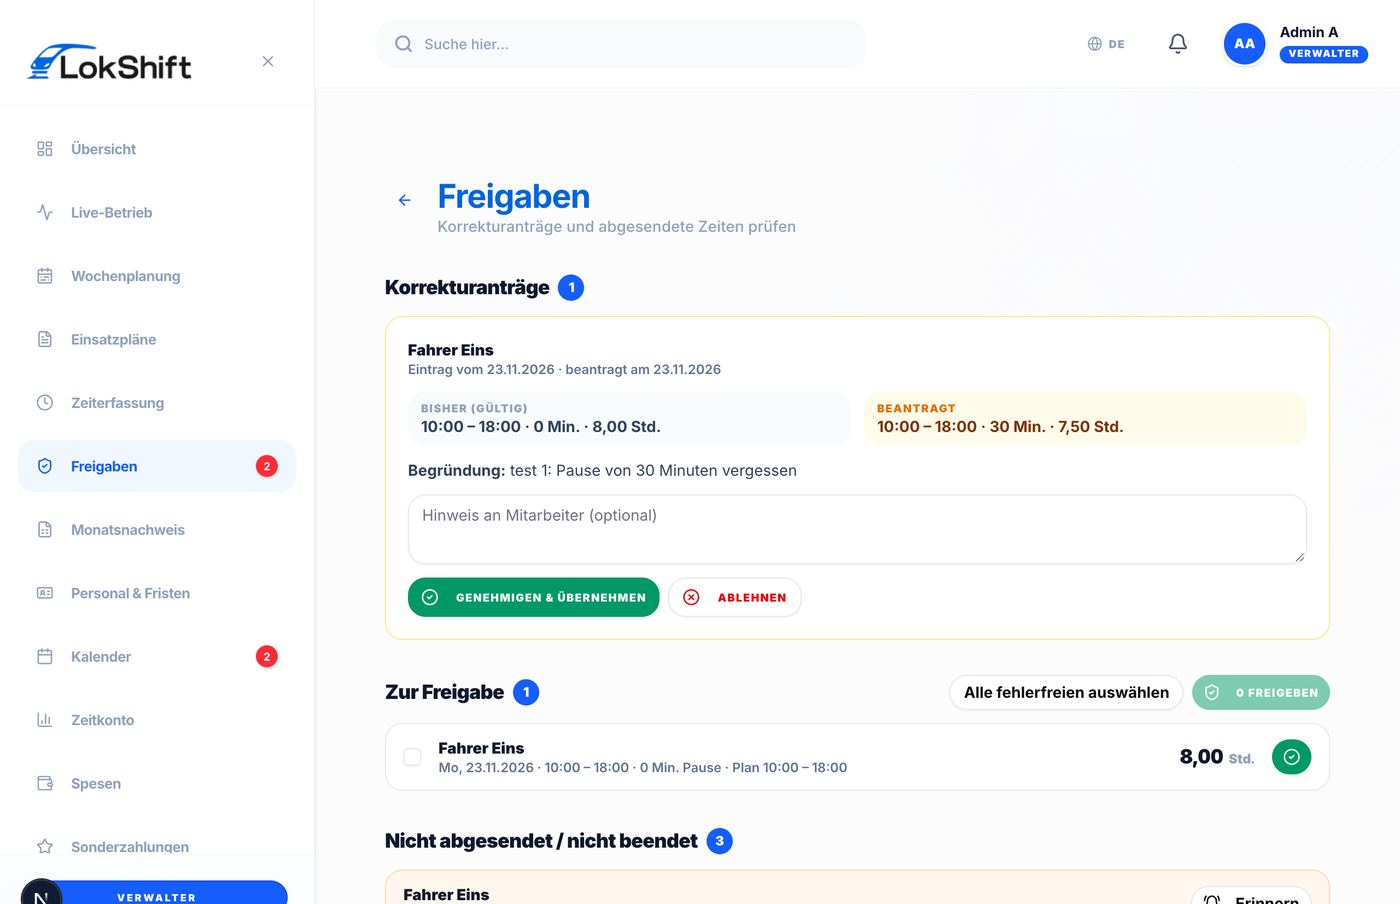 LokShift
Suche hier...
DE
AA
Admin A
VERWALTER
Übersicht
Live-Betrieb
Wochenplanung
Einsatzpläne
Zeiterfassung
Freigaben 2
Monatsnachweis
Personal & Fristen
Kalender 2
Zeitkonto
Spesen
Sonderzahlungen
N
VERWALTER
Freigaben
Korrekturanträge und abgesendete Zeiten prüfen
Korrekturanträge 1
Fahrer Eins
Eintrag vom 23.11.2026 · beantragt am 23.11.2026
BISHER (GÜLTIG)
10:00 – 18:00 · 0 Min. · 8,00 Std.
BEANTRAGT
10:00 – 18:00 · 30 Min. · 7,50 Std.
Begründung: test 1: Pause von 30 Minuten vergessen
Hinweis an Mitarbeiter (optional)
GENEHMIGEN & ÜBERNEHMEN
ABLEHNEN
Zur Freigabe 1
Alle fehlerfreien auswählen
0 FREIGEBEN
Fahrer Eins
Mo, 23.11.2026 · 10:00 – 18:00 · 0 Min. Pause · Plan 10:00 – 18:00
8,00 Std.
Nicht abgesendet / nicht beendet 3
Fahrer Eins
Erinnern